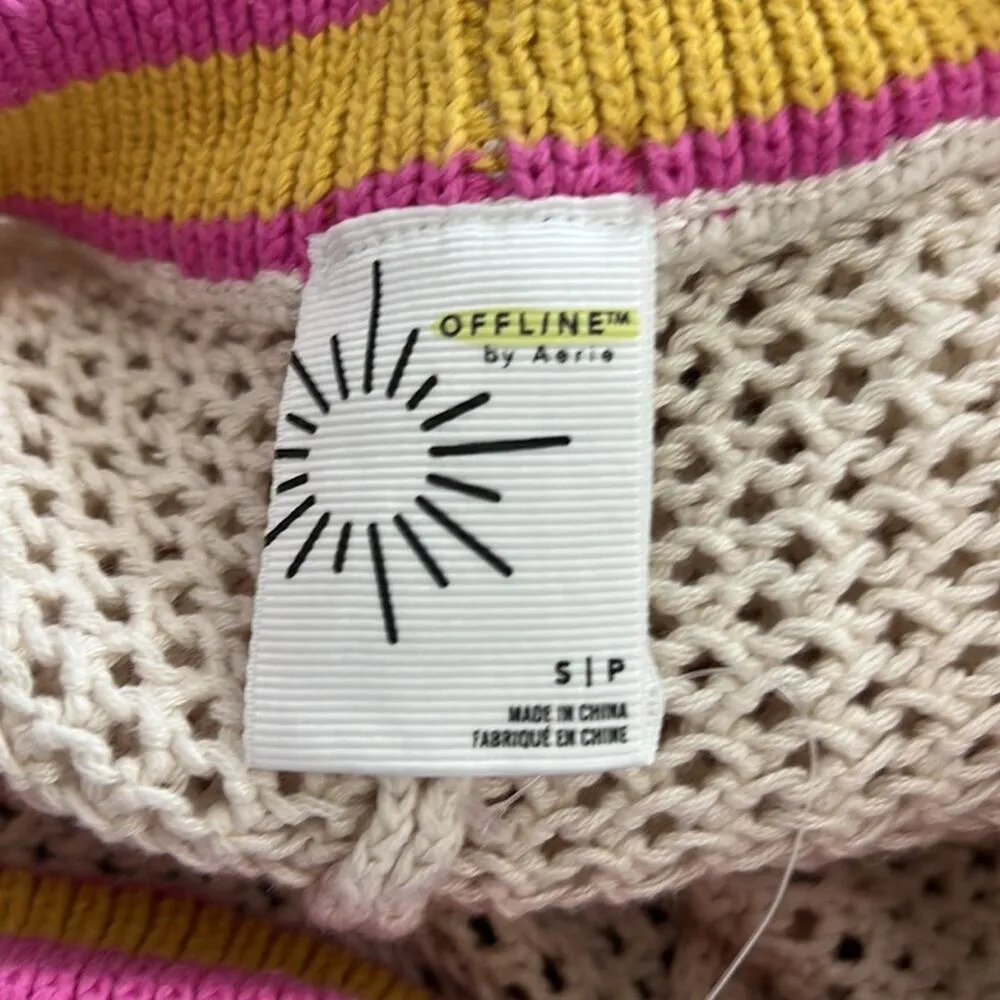 OFFLINE™
by Aerie
S | P
MADE IN CHINA
FABRIQUÉ EN CHINE